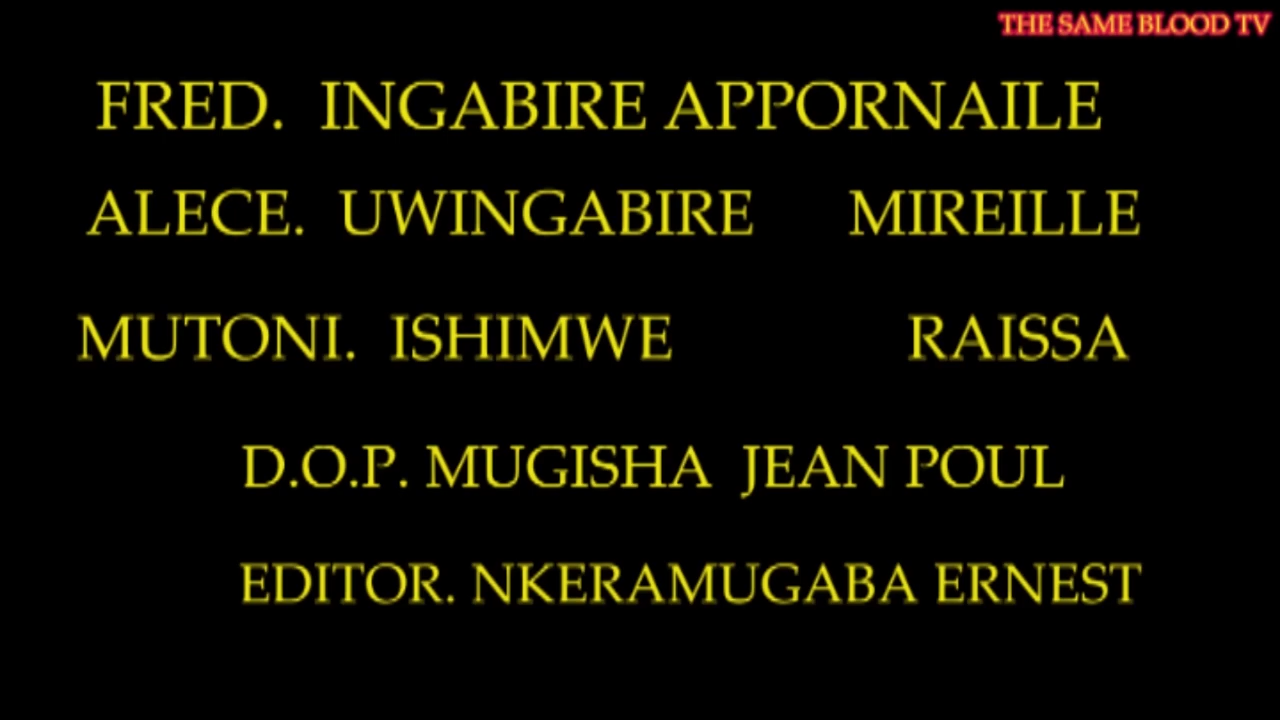 THE SAME BLOOD TV
FRED. INGABIRE APPORNAILE
ALECE. UWINGABIRE MIREILLE
MUTONI. ISHIMWE RAISSA
D.O.P. MUGISHA JEAN POUL
EDITOR. NKERAMUGABA ERNEST